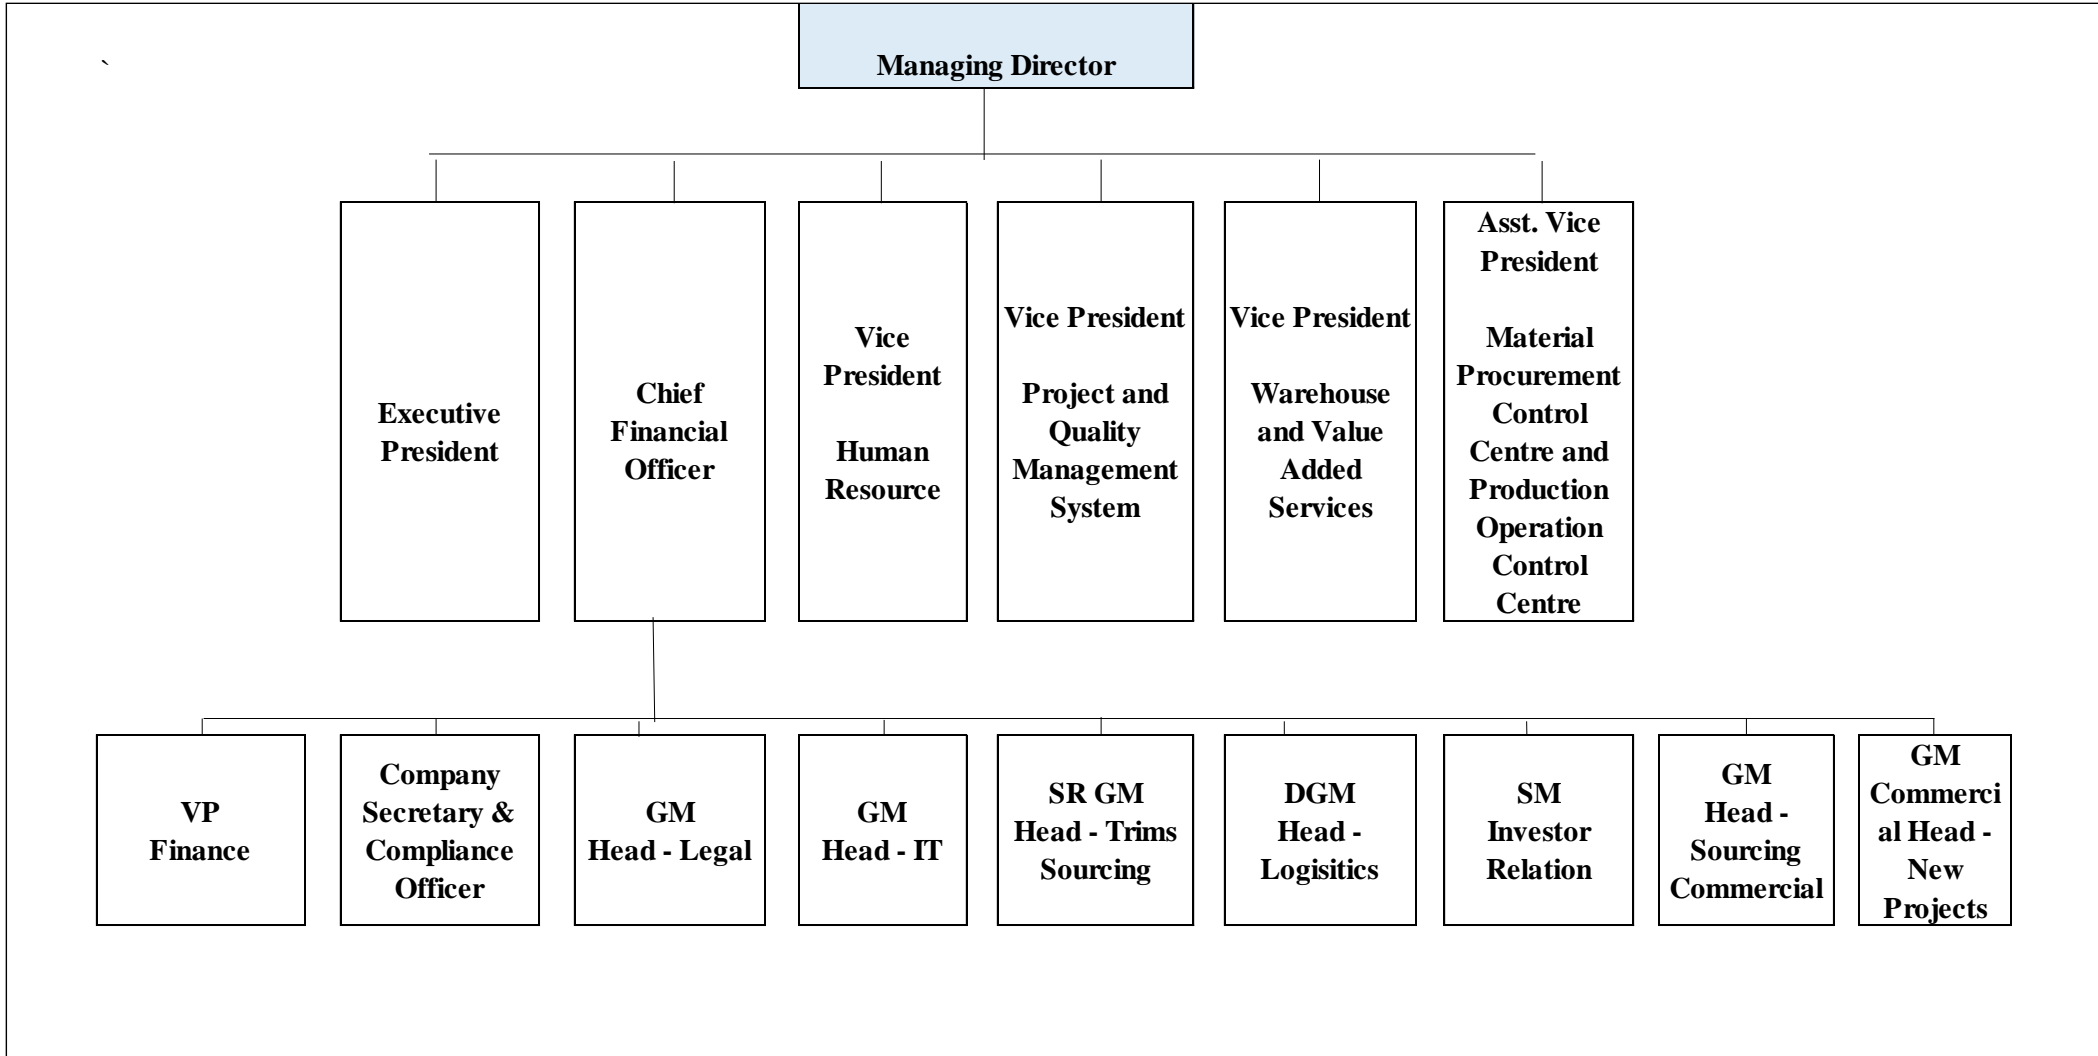 `
Managing Director
Executive
President
Chief
Financial
Officer
Vice
President
Human
Resource
Vice President
Project and
Quality
Management
System
Vice President
Warehouse
and Value
Added
Services
Asst. Vice
President
Material
Procurement
Control
Centre and
Production
Operation
Control
Centre
VP
Finance
Company
Secretary &
Compliance
Officer
GM
Head - Legal
GM
Head - IT
SR GM
Head - Trims
Sourcing
DGM
Head -
Logisitics
SM
Investor
Relation
GM
Head -
Sourcing
Commercial
GM
Commerci
al Head -
New
Projects